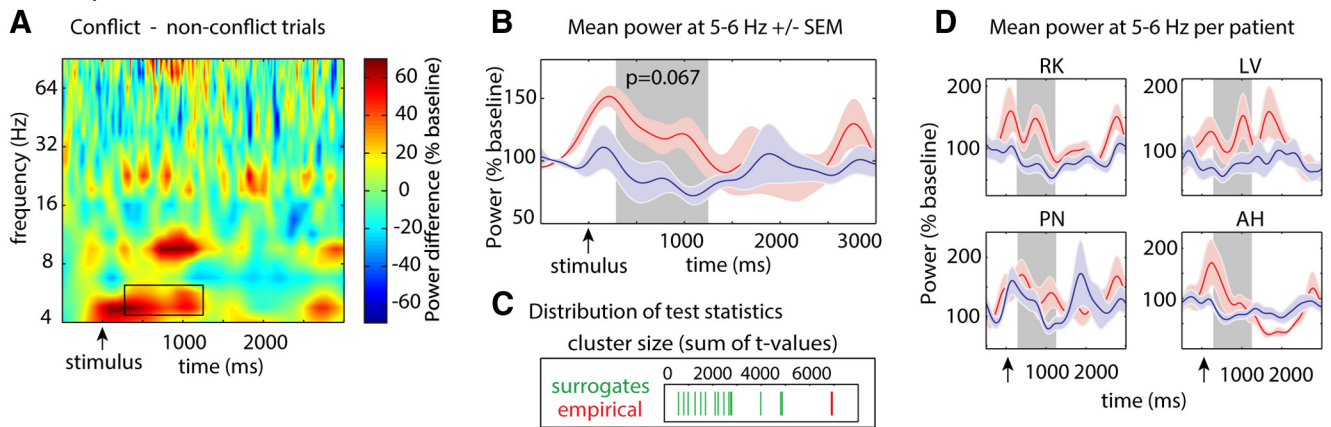 A
Conflict - non-conflict trials
frequency (Hz)
64
32
16
8
4
stimulus
1000
2000
time (ms)
60
40
20
0
-20
-40
-60
Power difference (% baseline)
B
Mean power at 5-6 Hz +/- SEM
p=0.067
Power (% baseline)
150
100
50
stimulus
1000
2000
3000
time (ms)
C
Distribution of test statistics
cluster size (sum of t-values)
0 2000 4000 6000
surrogates
empirical
D
Mean power at 5-6 Hz per patient
Power (% baseline)
RK
200
100
LV
200
100
PN
200
100
1000 2000
AH
200
100
1000 2000
time (ms)